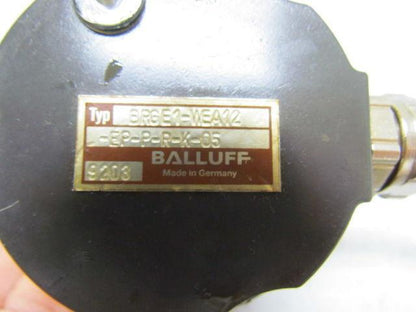 Typ BRGE1-WEA12
-EP-P-R-K-05
BALLUFF
9203 Made in Germany